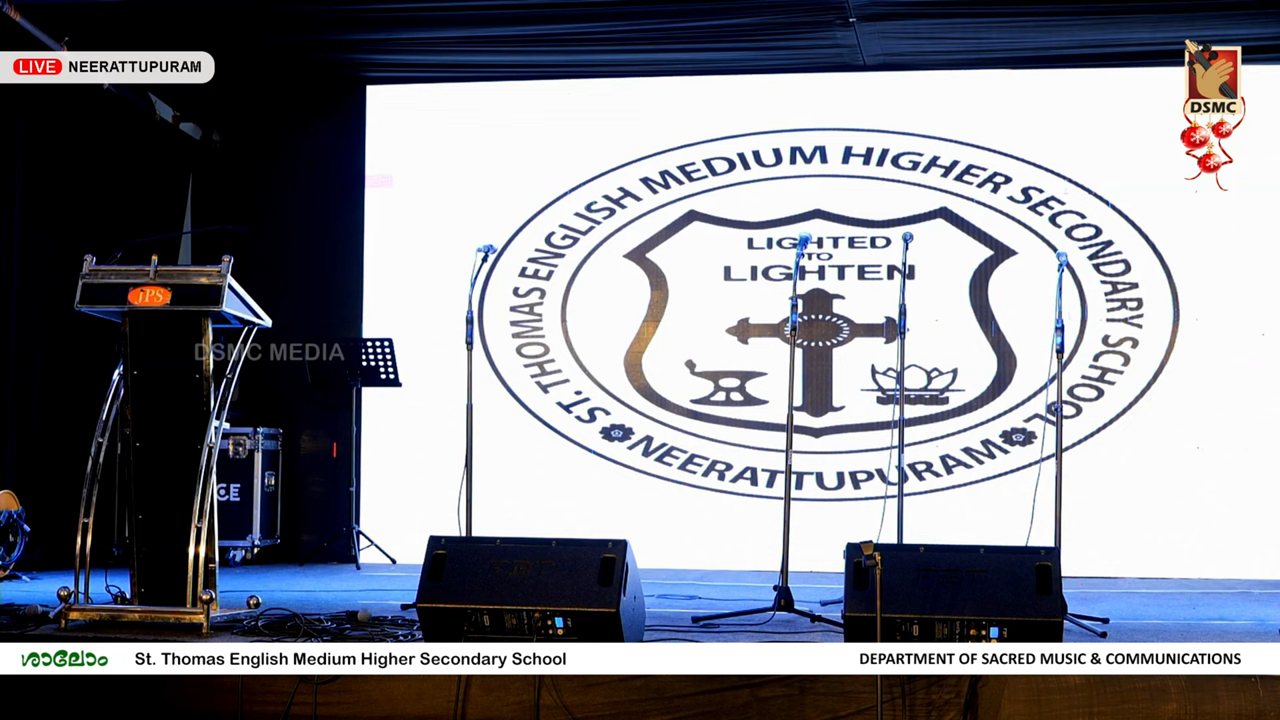 LIVE NEERATTUPURAM
DSMC
ST. THOMAS ENGLISH MEDIUM HIGHER SECONDARY SCHOOL
LIGHTED
TO
LIGHTEN
NEERATTUPURAM
jPS
DSMC MEDIA
ശാലോം St. Thomas English Medium Higher Secondary School
DEPARTMENT OF SACRED MUSIC & COMMUNICATIONS